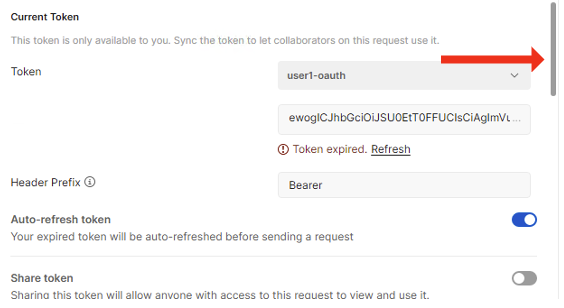 Current Token
This token is only available to you. Sync the token to let collaborators on this request use it.
Token
user1-oauth
ewogICJhbGciOiJSU0EtT0FFUCIsCiAgImVu...
Token expired. Refresh
Header Prefix
Bearer
Auto-refresh token
Your expired token will be auto-refreshed before sending a request
Share token
Sharing this token will allow anyone with access to this request to view and use it.